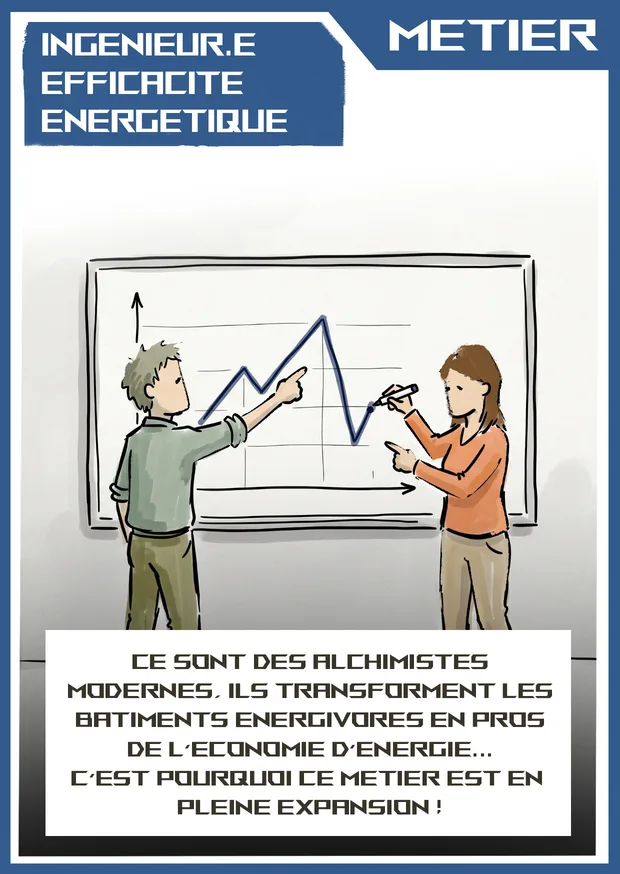 INGENIEUR.E
EFFICACITE
ENERGETIQUE
METIER
CE SONT DES ALCHIMISTES
MODERNES, ILS TRANSFORMENT LES
BATIMENTS ENERGIVORES EN PROS
DE L'ECONOMIE D'ENERGIE...
C'EST POURQUOI CE METIER EST EN
PLEINE EXPANSION !